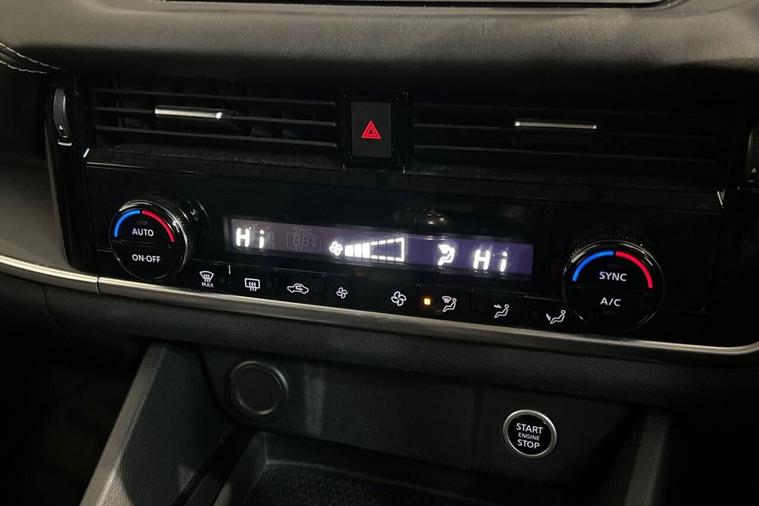 Hi
Hi
AUTO
ON·OFF
SYNC
A/C
MAX
START
ENGINE
STOP